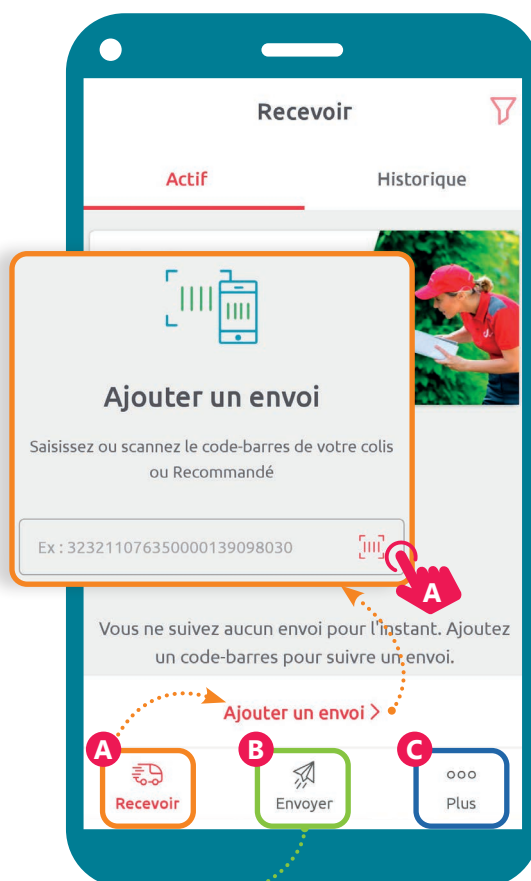 Recevoir
Actif
Historique
Ajouter un envoi
Saisissez ou scannez le code-barres de votre colis
ou Recommandé
Ex : 323211076350000139098030
A
Vous ne suivez aucun envoi pour l'instant. Ajoutez
un code-barres pour suivre un envoi.
Ajouter un envoi >
A
B
C
Recevoir
Envoyer
Plus